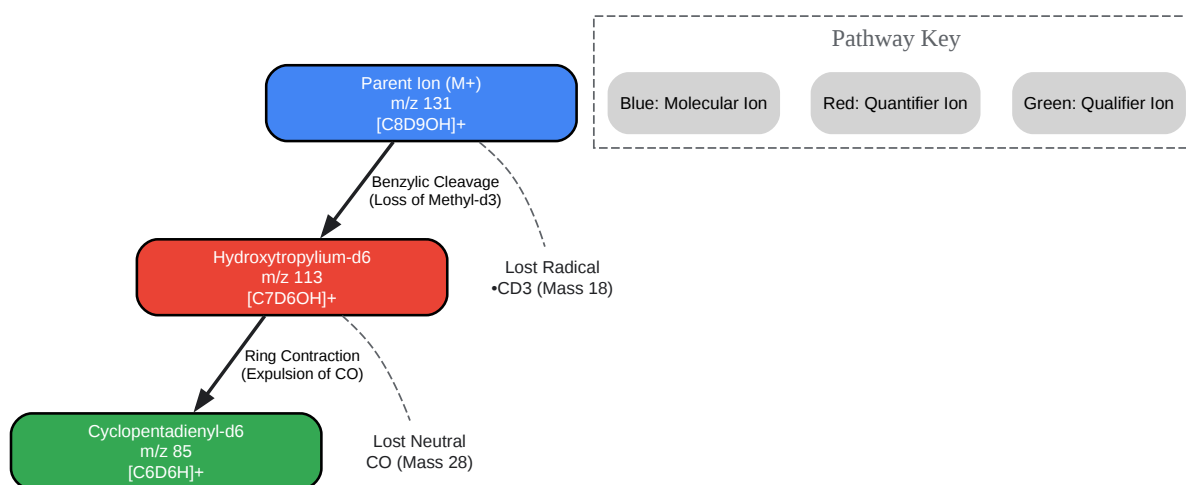 Pathway Key
Blue: Molecular Ion
Red: Quantifier Ion
Green: Qualifier Ion
Parent Ion (M+)
m/z 131
[C8D9OH]+
Benzylic Cleavage
(Loss of Methyl-d3)
Hydroxytropylium-d6
m/z 113
[C7D6OH]+
Lost Radical
•CD3 (Mass 18)
Ring Contraction
(Expulsion of CO)
Cyclopentadienyl-d6
m/z 85
[C6D6H]+
Lost Neutral
CO (Mass 28)